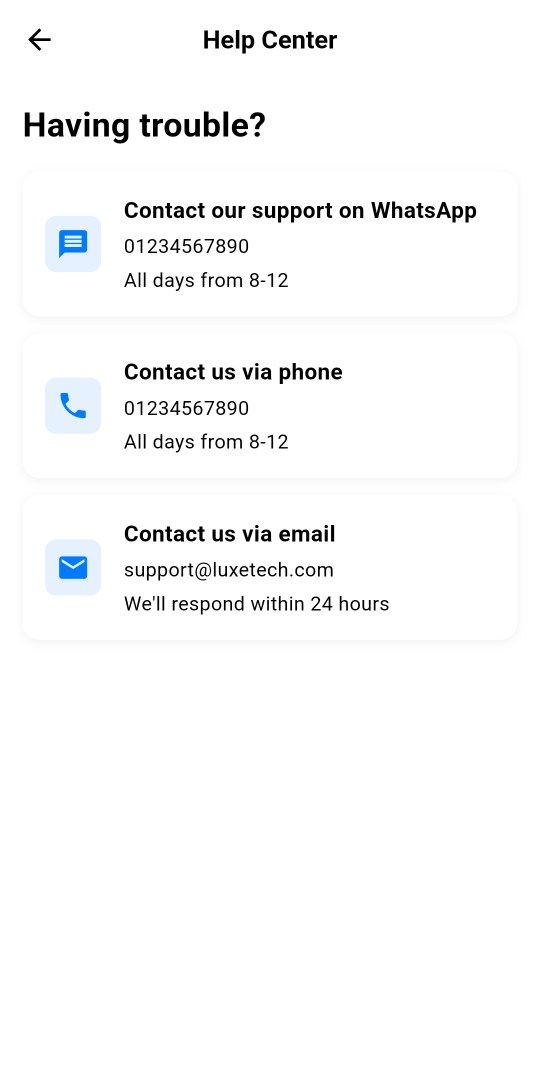 Help Center
Having trouble?
Contact our support on WhatsApp
01234567890
All days from 8-12
Contact us via phone
01234567890
All days from 8-12
Contact us via email
support@luxetech.com
We'll respond within 24 hours